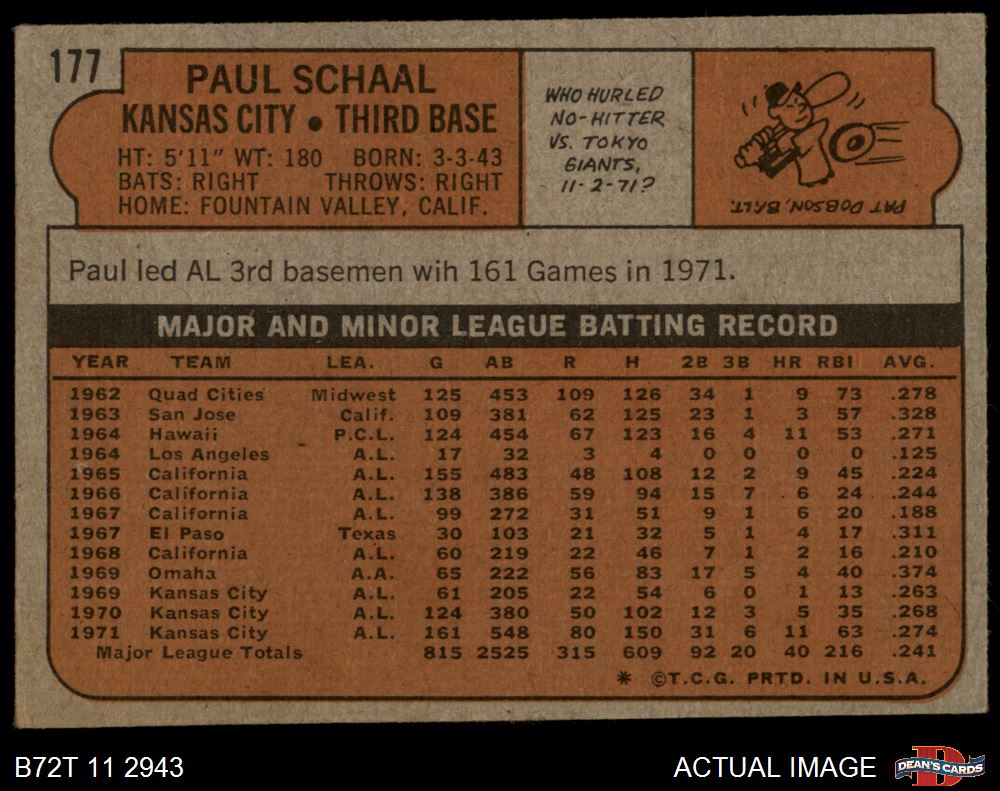 177
PAUL SCHAAL
KANSAS CITY • THIRD BASE
HT: 5'11" WT: 180 BORN: 3-3-43
BATS: RIGHT THROWS: RIGHT
HOME: FOUNTAIN VALLEY, CALIF.
WHO HURLED
NO-HITTER
VS. TOKYO
GIANTS,
11-2-71?
PAT DOBSON, BALT.
Paul led AL 3rd basemen wih 161 Games in 1971.
MAJOR AND MINOR LEAGUE BATTING RECORD
YEAR TEAM LEA. G AB R H 2B 3B HR RBI AVG.
1962 Quad Cities Midwest 125 453 109 126 34 1 9 73 .278
1963 San Jose Calif. 109 381 62 125 23 1 3 57 .328
1964 Hawaii P.C.L. 124 454 67 123 16 4 11 53 .271
1964 Los Angeles A.L. 17 32 3 4 0 0 0 0 .125
1965 California A.L. 155 483 48 108 12 2 9 45 .224
1966 California A.L. 138 386 59 94 15 7 6 24 .244
1967 California A.L. 99 272 31 51 9 1 6 20 .188
1967 El Paso Texas 30 103 21 32 5 1 4 17 .311
1968 California A.L. 60 219 22 46 7 1 2 16 .210
1969 Omaha A.A. 65 222 56 83 17 5 4 40 .374
1969 Kansas City A.L. 61 205 22 54 6 0 1 13 .263
1970 Kansas City A.L. 124 380 50 102 12 3 5 35 .268
1971 Kansas City A.L. 161 548 80 150 31 6 11 63 .274
Major League Totals 815 2525 315 609 92 20 40 216 .241
* ©T.C.G. PRTD. IN U.S.A.
B72T 11 2943
ACTUAL IMAGE
DEAN'S CARDS